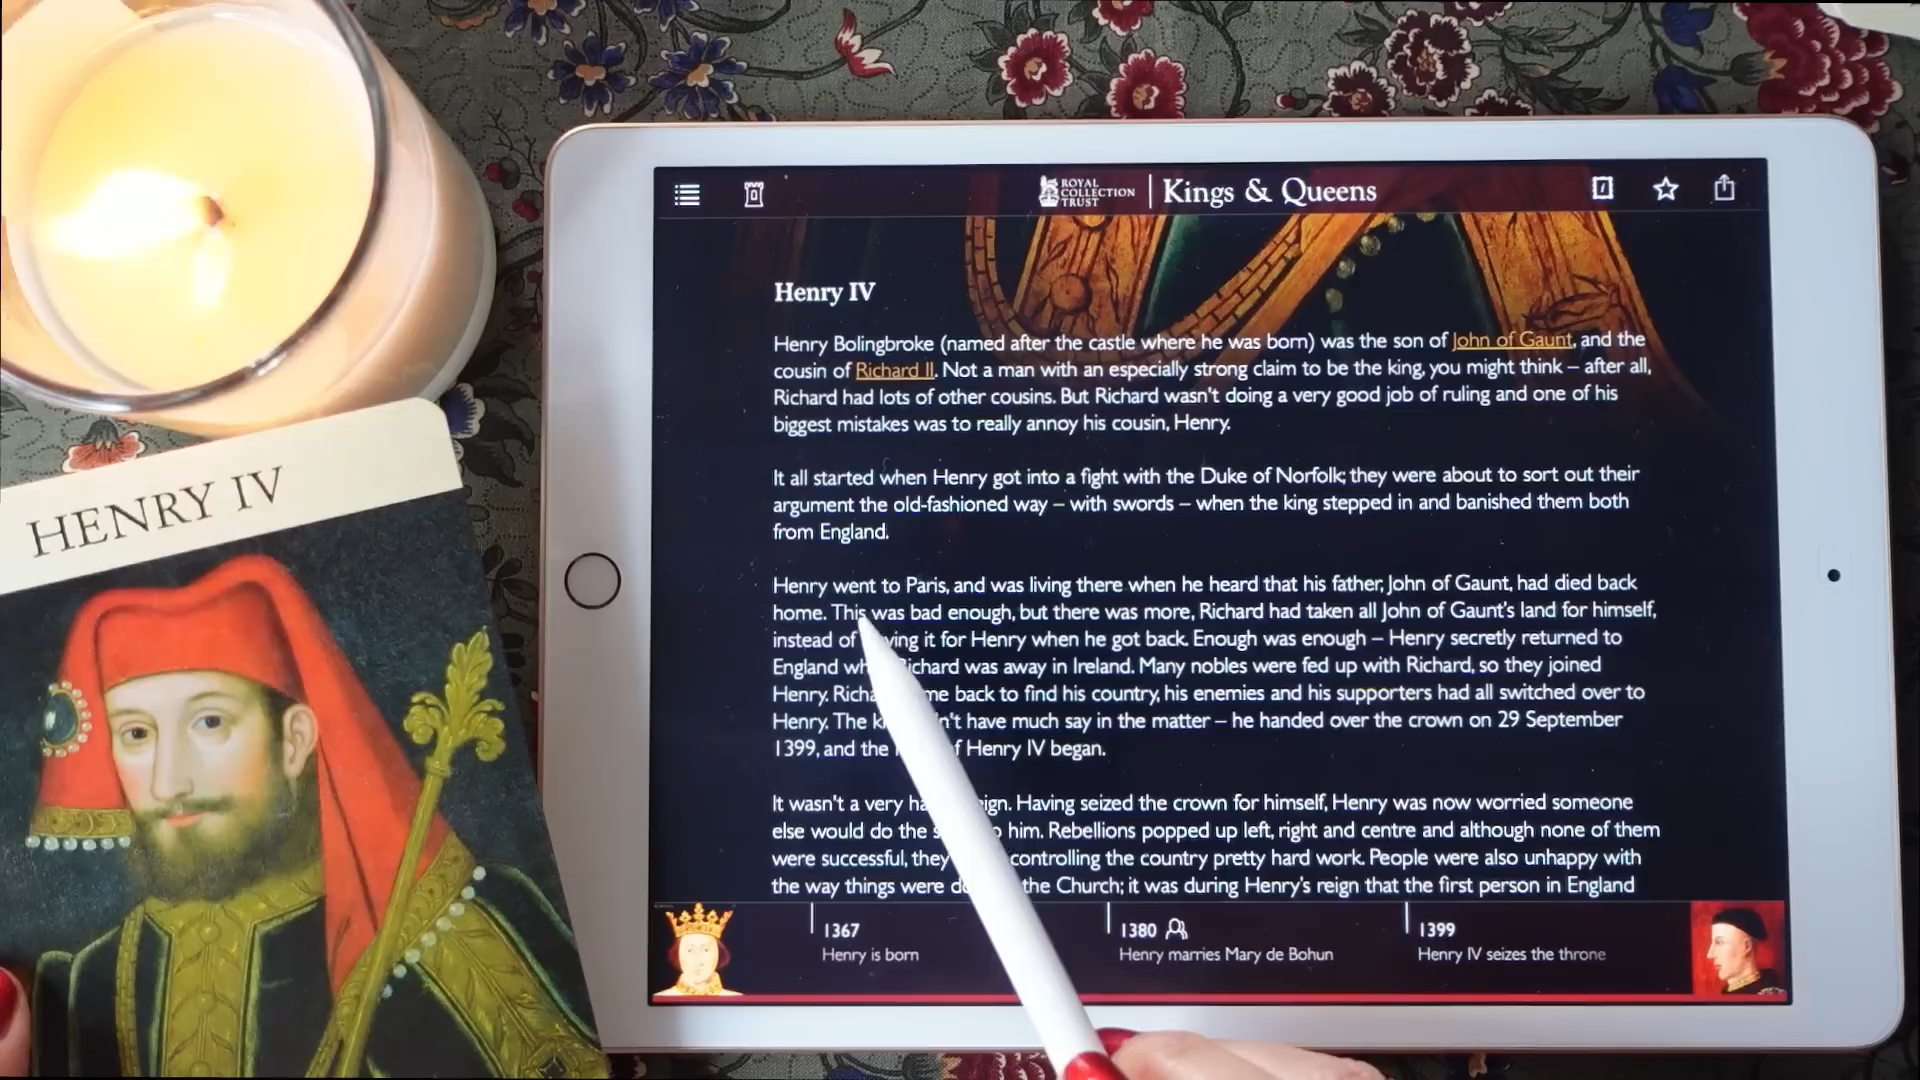 ROYAL
COLLECTION
TRUST
Kings & Queens
Henry IV
Henry Bolingbroke (named after the castle where he was born) was the son of John of Gaunt, and the
cousin of Richard II. Not a man with an especially strong claim to be the king, you might think – after all,
Richard had lots of other cousins. But Richard wasn't doing a very good job of ruling and one of his
biggest mistakes was to really annoy his cousin, Henry.
It all started when Henry got into a fight with the Duke of Norfolk; they were about to sort out their
argument the old-fashioned way – with swords – when the king stepped in and banished them both
from England.
Henry went to Paris, and was living there when he heard that his father, John of Gaunt, had died back
home. This was bad enough, but there was more, Richard had taken all John of Gaunt's land for himself,
instead of it for Henry when he got back. Enough was enough – Henry secretly returned to
England Richard was away in Ireland. Many nobles were fed up with Richard, so they joined
Henry. back to find his country, his enemies and his supporters had all switched over to
Henry. The have much say in the matter – he handed over the crown on 29 September
1399, and the of Henry IV began.
It wasn't a very Having seized the crown for himself, Henry was now worried someone
else would do the him. Rebellions popped up left, right and centre and although none of them
were successful, they controlling the country pretty hard work. People were also unhappy with
the way things were the Church; it was during Henry's reign that the first person in England
1367
Henry is born
1380
Henry marries Mary de Bohun
1399
Henry IV seizes the throne
HENRY IV